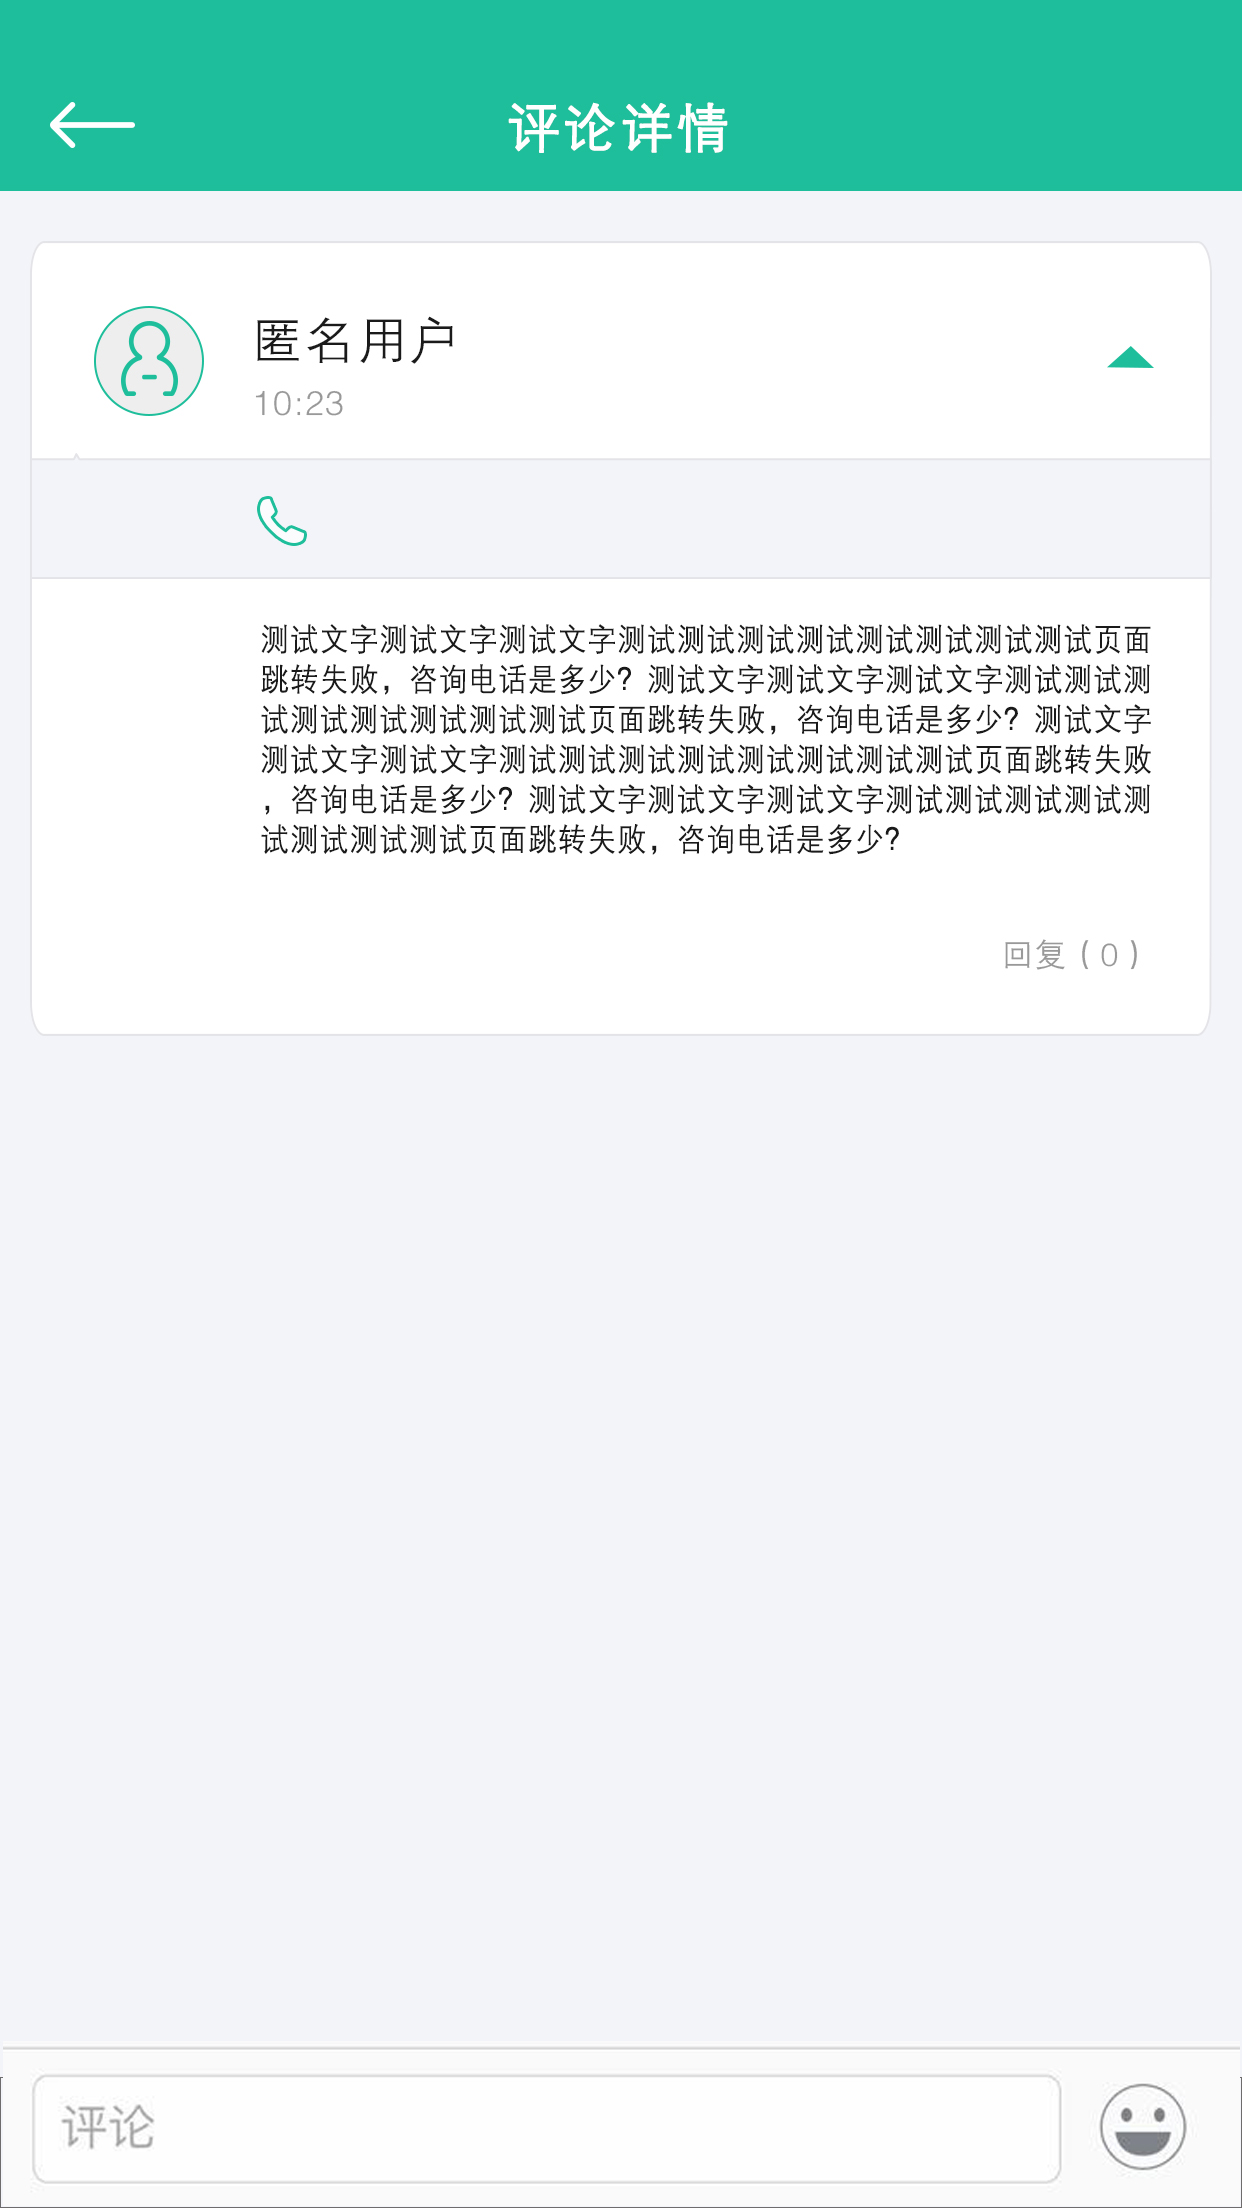 评论详情
匿名用户
10:23
测试文字测试文字测试文字测试测试测试测试测试测试测试测试页面
跳转失败，咨询电话是多少？测试文字测试文字测试文字测试测试测
试测试测试测试测试测试页面跳转失败，咨询电话是多少？测试文字
测试文字测试文字测试测试测试测试测试测试测试测试页面跳转失败
，咨询电话是多少？测试文字测试文字测试文字测试测试测试测试测
试测试测试测试页面跳转失败，咨询电话是多少？
回复（0）
评论